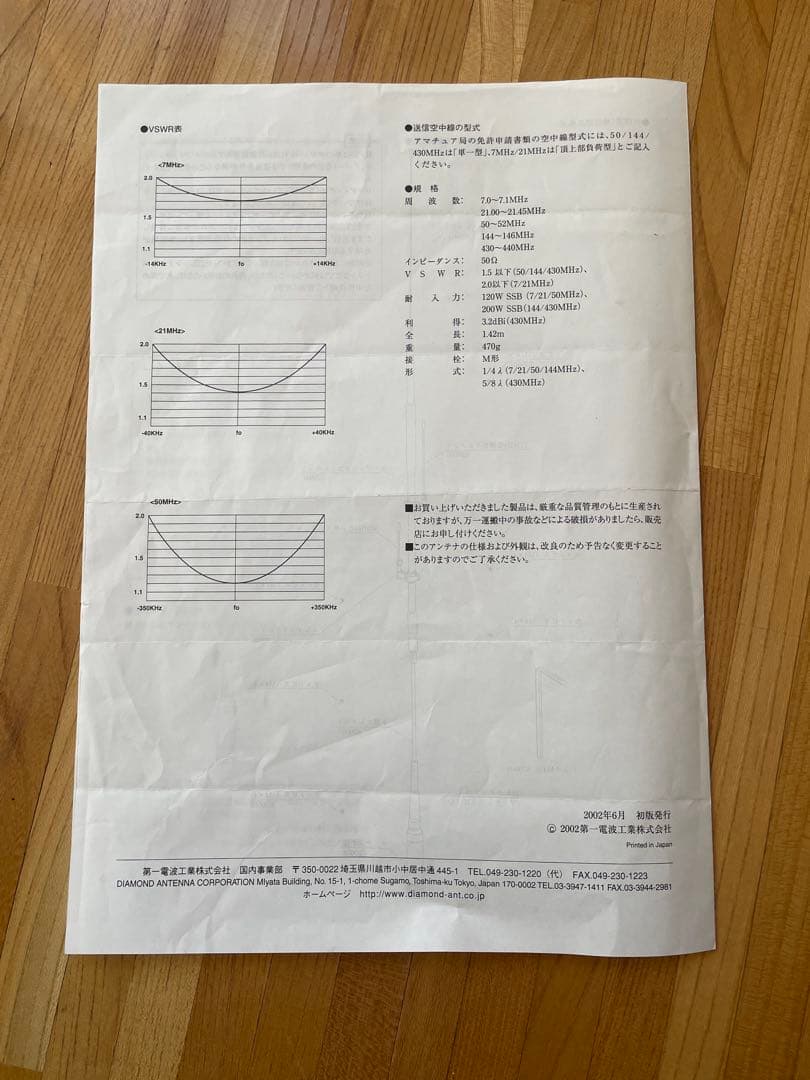 ●VSWR表
<7MHz>
2.0
1.5
1.1
-14KHz fo +14KHz
<21MHz>
2.0
1.5
1.1
-40KHz fo +40KHz
<50MHz>
2.0
1.5
1.1
-350KHz fo +350KHz
●送信空中線の型式
アマチュア局の免許申請書類の空中線型式には、50/144/
430MHzは「単一型」、7MHz/21MHzは「頂上部負荷型」とご記入
ください。
●規 格
周波数: 7.0〜7.1MHz
21.00〜21.45MHz
50〜52MHz
144〜146MHz
430〜440MHz
インピーダンス: 50Ω
VSWR: 1.5以下(50/144/430MHz)、
2.0以下(7/21MHz)
耐入力: 120W SSB (7/21/50MHz)、
200W SSB(144/430MHz)
利得: 3.2dBi(430MHz)
全長: 1.42m
重量: 470g
接栓: M形
形式: 1/4λ(7/21/50/144MHz)、
5/8λ(430MHz)
■お買い上げいただきました製品は、厳重な品質管理のもとに生産され
ておりますが、万一運搬中の事故などによる破損がありましたら、販売
店にお申し付けください。
■このアンテナの仕様および外観は、改良のため予告なく変更すること
がありますのでご了承ください。
2002年6月 初版発行
Ⓒ 2002第一電波工業株式会社
Printed in Japan
第一電波工業株式会社 国内事業部 〒350-0022 埼玉県川越市小中居中通445-1 TEL.049-230-1220(代) FAX.049-230-1223
DIAMOND ANTENNA CORPORATION MIyata Building, No. 15-1, 1-chome Sugamo, Toshima-ku Tokyo, Japan 170-0002 TEL.03-3947-1411 FAX.03-3944-2981
ホームページ http://www.diamond-ant.co.jp